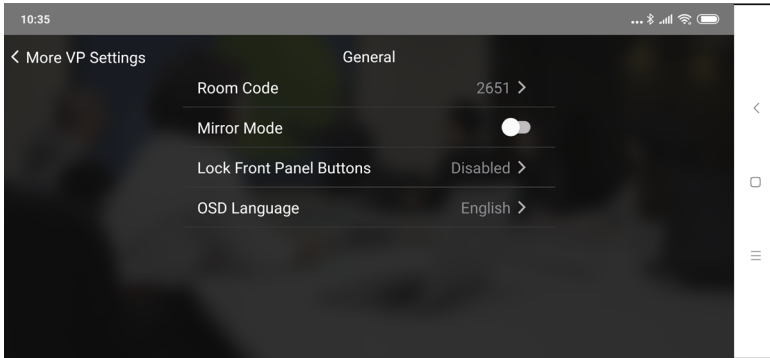 10:35
More VP Settings
General
Room Code 2651
Mirror Mode
Lock Front Panel Buttons Disabled
OSD Language English